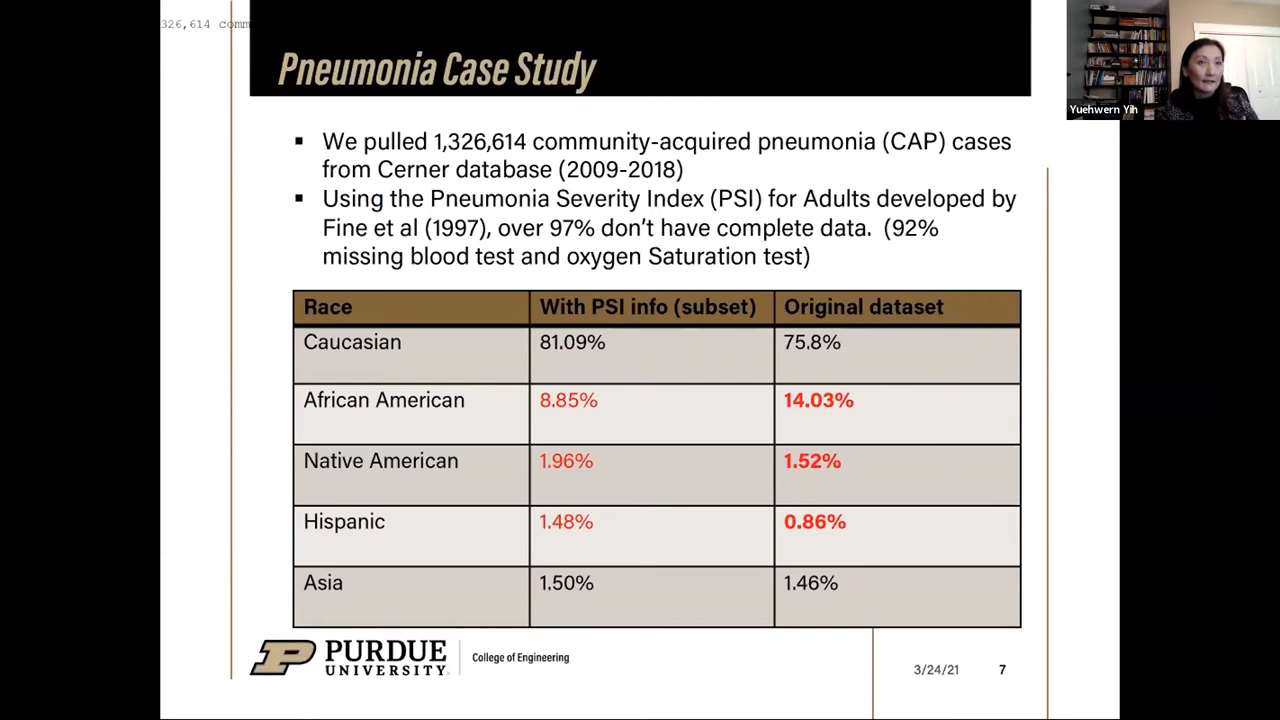 326,614 comm
Pneumonia Case Study
Yuehwern Yih
▪ We pulled 1,326,614 community-acquired pneumonia (CAP) cases
from Cerner database (2009-2018)
▪ Using the Pneumonia Severity Index (PSI) for Adults developed by
Fine et al (1997), over 97% don't have complete data. (92%
missing blood test and oxygen Saturation test)
Race With PSI info (subset) Original dataset
Caucasian 81.09% 75.8%
African American 8.85% 14.03%
Native American 1.96% 1.52%
Hispanic 1.48% 0.86%
Asia 1.50% 1.46%
PURDUE
UNIVERSITY
College of Engineering
3/24/21 7